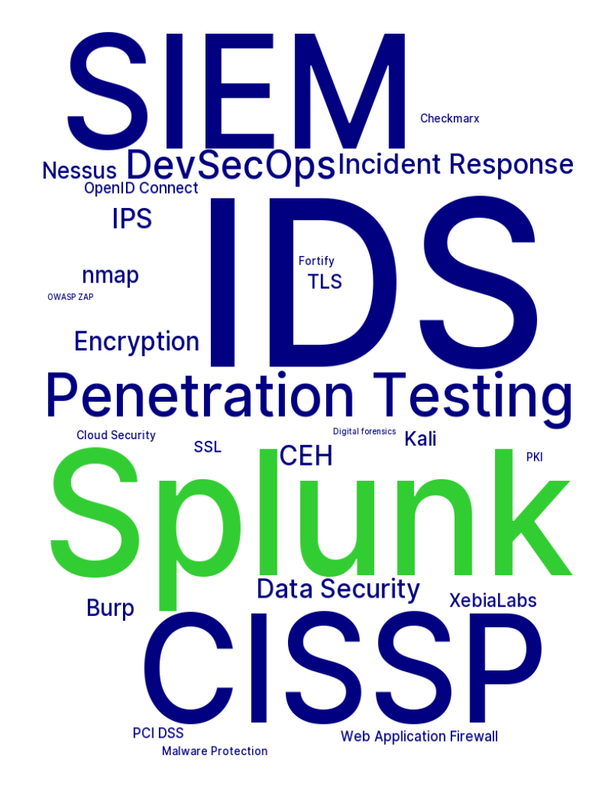 SIEM
Checkmarx
Nessus
DevSecOps
Incident Response
OpenID Connect
IPS
IDS
Fortify
nmap
TLS
OWASP ZAP
Encryption
Penetration Testing
Cloud Security
Digital forensics
Kali
SSL
CEH
PKI
Splunk
Data Security
Burp
XebiaLabs
CISSP
PCI DSS
Web Application Firewall
Malware Protection